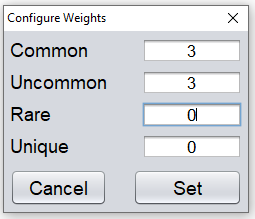 Configure Weights
Common 3
Uncommon 3
Rare 0
Unique 0
Cancel Set